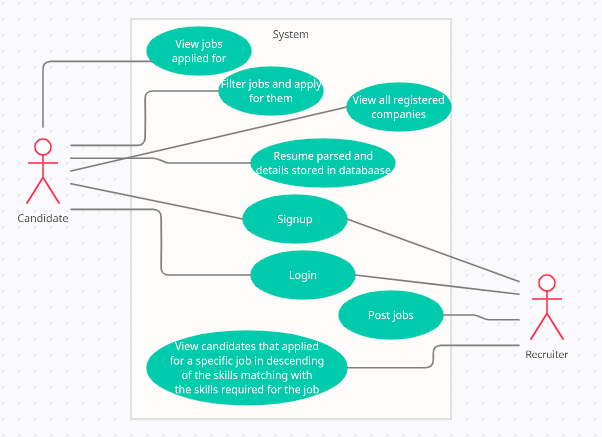 System
View jobs
applied for
Filter jobs and apply
for them
View all registered
companies
Resume parsed and
details stored in databaase
Candidate
Signup
Login
Post jobs
Recruiter
View candidates that applied
for a specific job in descending
of the skills matching with
the skills required for the job